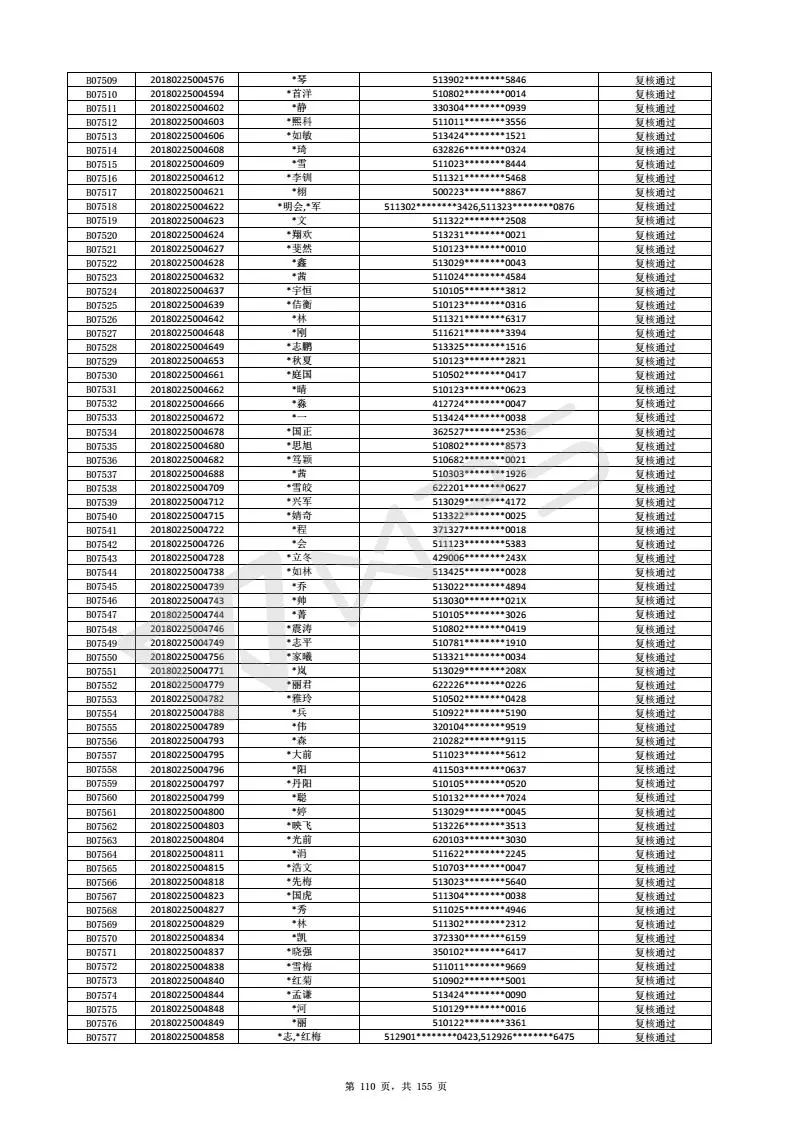 B07509 20180225004576 *琴 513902********5846 复核通过
B07510 20180225004594 *首洋 510802********0014 复核通过
B07511 20180225004602 *静 330304********0939 复核通过
B07512 20180225004603 *熙科 511011********3556 复核通过
B07513 20180225004606 *如敏 513424********1521 复核通过
B07514 20180225004608 *琦 632826********0324 复核通过
B07515 20180225004609 *雪 511023********8444 复核通过
B07516 20180225004612 *李钏 511321********5468 复核通过
B07517 20180225004621 *栩 500223********8867 复核通过
B07518 20180225004622 *明会,*军 511302********3426,511323********0876 复核通过
B07519 20180225004623 *文 511322********2508 复核通过
B07520 20180225004624 *翔欢 513231********0021 复核通过
B07521 20180225004627 *斐然 510123********0010 复核通过
B07522 20180225004628 *鑫 513029********0043 复核通过
B07523 20180225004632 *茜 511024********4584 复核通过
B07524 20180225004637 *宇恒 510105********3812 复核通过
B07525 20180225004639 *信衡 510123********0316 复核通过
B07526 20180225004642 *林 511321********6317 复核通过
B07527 20180225004648 *刚 511621********3394 复核通过
B07528 20180225004649 *志鹏 513325********1516 复核通过
B07529 20180225004653 *秋夏 510123********2821 复核通过
B07530 20180225004661 *庭国 510502********0417 复核通过
B07531 20180225004662 *晴 510123********0623 复核通过
B07532 20180225004666 *淼 412724********0047 复核通过
B07533 20180225004672 *一 513424********0038 复核通过
B07534 20180225004678 *国正 362527********2536 复核通过
B07535 20180225004680 *思旭 510802********8573 复核通过
B07536 20180225004682 *笃颖 510682********0021 复核通过
B07537 20180225004688 *茜 510303********1926 复核通过
B07538 20180225004709 *雪皎 622201********0627 复核通过
B07539 20180225004712 *兴军 513029********4172 复核通过
B07540 20180225004715 *婧奇 513322********0025 复核通过
B07541 20180225004722 *程 371327********0018 复核通过
B07542 20180225004726 *会 511123********5383 复核通过
B07543 20180225004728 *立冬 429006********243X 复核通过
B07544 20180225004738 *如林 513425********0028 复核通过
B07545 20180225004739 *乔 513022********4894 复核通过
B07546 20180225004743 *帅 513030********021X 复核通过
B07547 20180225004744 *菁 510105********3026 复核通过
B07548 20180225004746 *震涛 510802********0419 复核通过
B07549 20180225004749 *志平 510781********1910 复核通过
B07550 20180225004756 *家曦 513321********0034 复核通过
B07551 20180225004771 *岚 513029********208X 复核通过
B07552 20180225004779 *丽君 622226********0226 复核通过
B07553 20180225004782 *雅玲 510502********0428 复核通过
B07554 20180225004788 *兵 510922********5190 复核通过
B07555 20180225004789 *伟 320104********9519 复核通过
B07556 20180225004793 *森 210282********9115 复核通过
B07557 20180225004795 *大前 511023********5612 复核通过
B07558 20180225004796 *阳 411503********0637 复核通过
B07559 20180225004797 *丹阳 510105********0520 复核通过
B07560 20180225004799 *聪 510132********7024 复核通过
B07561 20180225004800 *婷 513029********0045 复核通过
B07562 20180225004803 *映飞 513226********3513 复核通过
B07563 20180225004804 *光前 620103********3030 复核通过
B07564 20180225004811 *涓 511622********2245 复核通过
B07565 20180225004815 *浩文 510703********0047 复核通过
B07566 20180225004818 *先梅 513023********5640 复核通过
B07567 20180225004823 *国虎 511304********0038 复核通过
B07568 20180225004827 *秀 511025********4946 复核通过
B07569 20180225004829 *林 511302********2312 复核通过
B07570 20180225004834 *凯 372330********6159 复核通过
B07571 20180225004837 *晓强 350102********6417 复核通过
B07572 20180225004838 *雪梅 511011********9669 复核通过
B07573 20180225004840 *红菊 510902********5001 复核通过
B07574 20180225004844 *孟谦 513424********0090 复核通过
B07575 20180225004848 *河 510129********0016 复核通过
B07576 20180225004849 *丽 510122********3361 复核通过
B07577 20180225004858 *志,*红梅 512901********0423,512926********6475 复核通过
WPS
第 110 页, 共 155 页